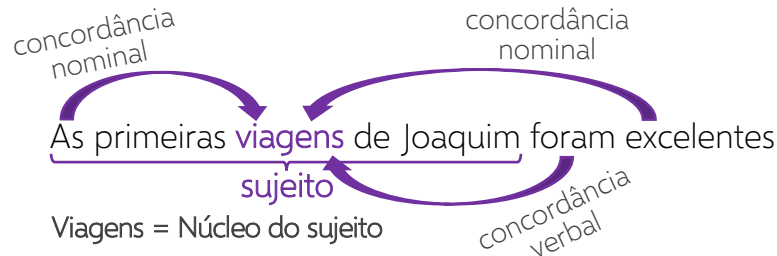 concordância
nominal
concordância
nominal
As primeiras viagens de Joaquim foram excelentes
sujeito
concordância
verbal
Viagens = Núcleo do sujeito